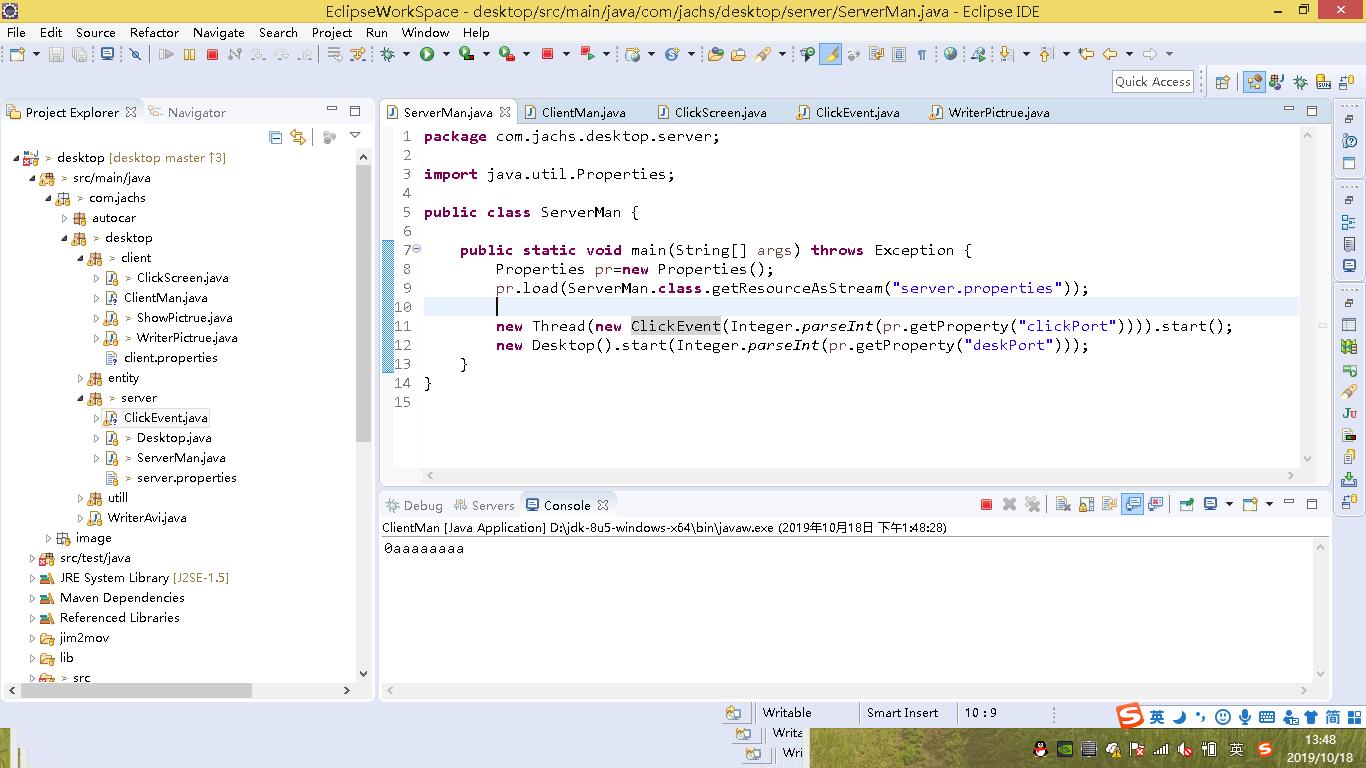 EclipseWorkSpace - desktop/src/main/java/com/jachs/desktop/server/ServerMan.java - Eclipse IDE
File Edit Source Refactor Navigate Search Project Run Window Help
Quick Access
Project Explorer Navigator
> desktop [desktop master ↑3]
> src/main/java
> com.jachs
autocar
> desktop
> client
> ClickScreen.java
ClientMan.java
> ShowPictrue.java
> WriterPictrue.java
client.properties
entity
> server
ClickEvent.java
> Desktop.java
> ServerMan.java
> server.properties
utill
WriterAvi.java
image
src/test/java
JRE System Library [J2SE-1.5]
Maven Dependencies
Referenced Libraries
jim2mov
lib
> src
ServerMan.java ClientMan.java ClickScreen.java ClickEvent.java WriterPictrue.java
1 package com.jachs.desktop.server;
2
3 import java.util.Properties;
4
5 public class ServerMan {
6
7 public static void main(String[] args) throws Exception {
8 Properties pr=new Properties();
9 pr.load(ServerMan.class.getResourceAsStream("server.properties"));
10
11 new Thread(new ClickEvent(Integer.parseInt(pr.getProperty("clickPort")))).start();
12 new Desktop().start(Integer.parseInt(pr.getProperty("deskPort")));
13 }
14 }
15
Debug Servers Console
ClientMan [Java Application] D:\jdk-8u5-windows-x64\bin\javaw.exe (2019年10月18日 下午1:48:28)
0aaaaaaaa
Writable Smart Insert 10 : 9
英 简
Writa
Wri
英
13:48
2019/10/18